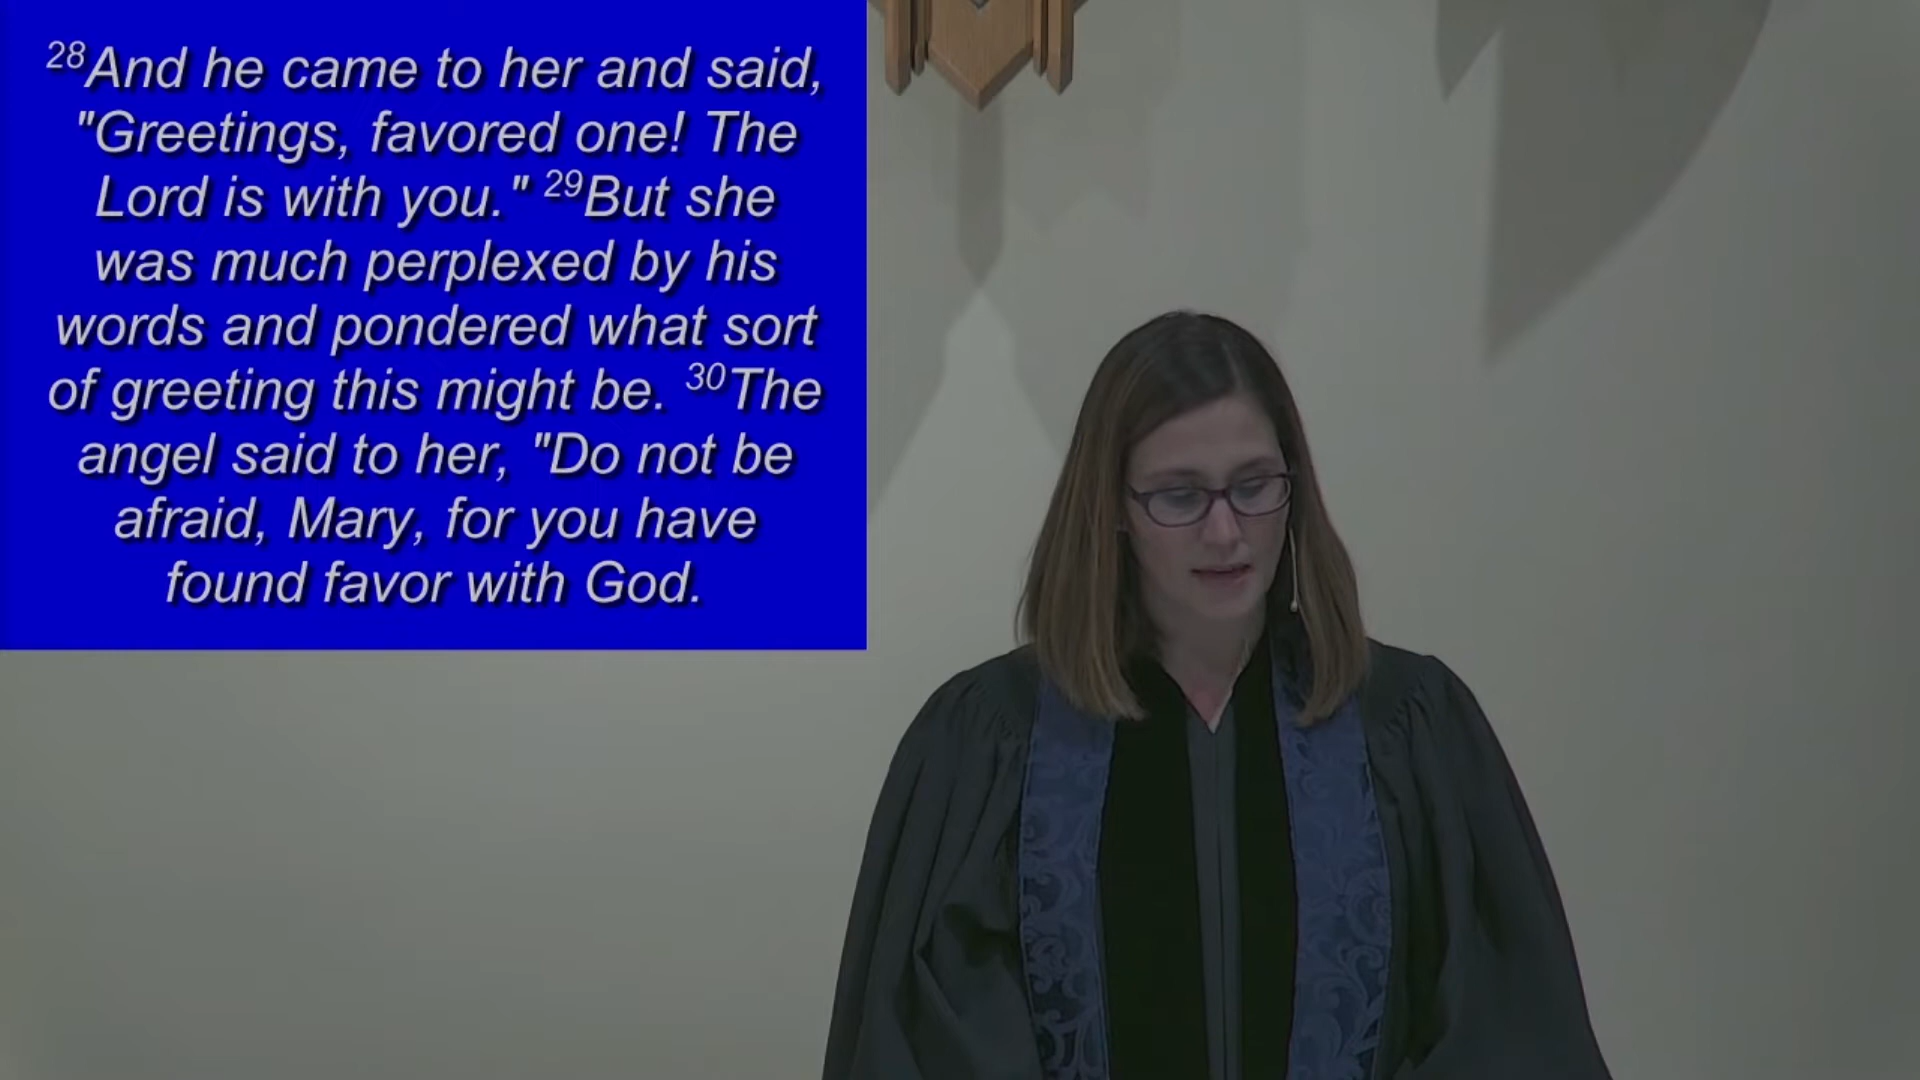 28And he came to her and said,
"Greetings, favored one! The
Lord is with you." 29But she
was much perplexed by his
words and pondered what sort
of greeting this might be. 30The
angel said to her, "Do not be
afraid, Mary, for you have
found favor with God.